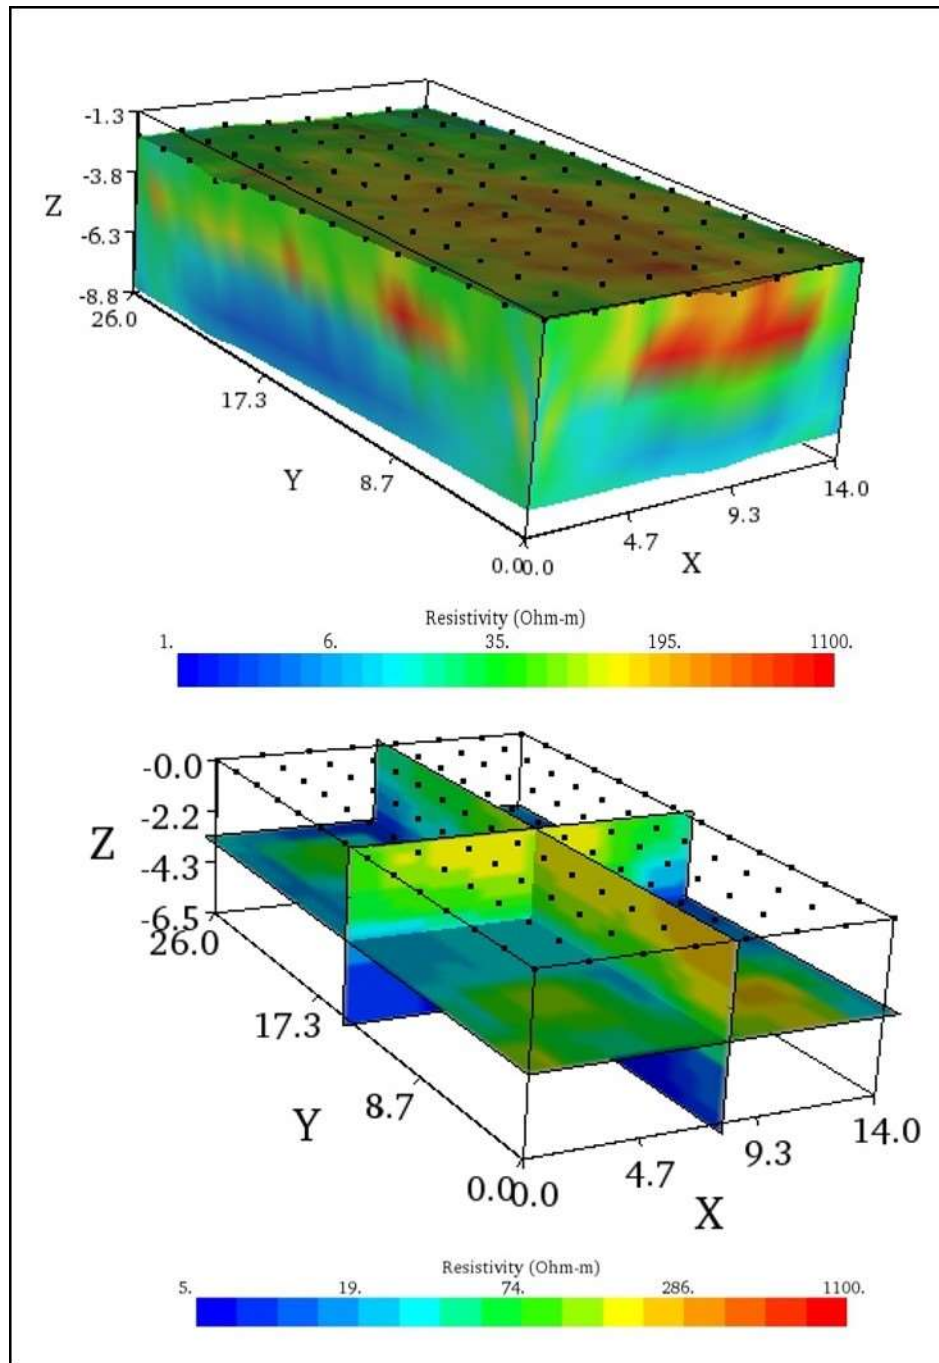 -1.3
-3.8
Z
-6.3
-8.8
26.0
17.3
Y
8.7
0.0
0.0
4.7
X
9.3
14.0
Resistivity (Ohm-m)
1. 6. 35. 195. 1100.
-0.0
-2.2
Z
-4.3
-6.5
26.0
17.3
Y
8.7
0.0
0.0
4.7
X
9.3
14.0
Resistivity (Ohm-m)
5. 19. 74. 286. 1100.